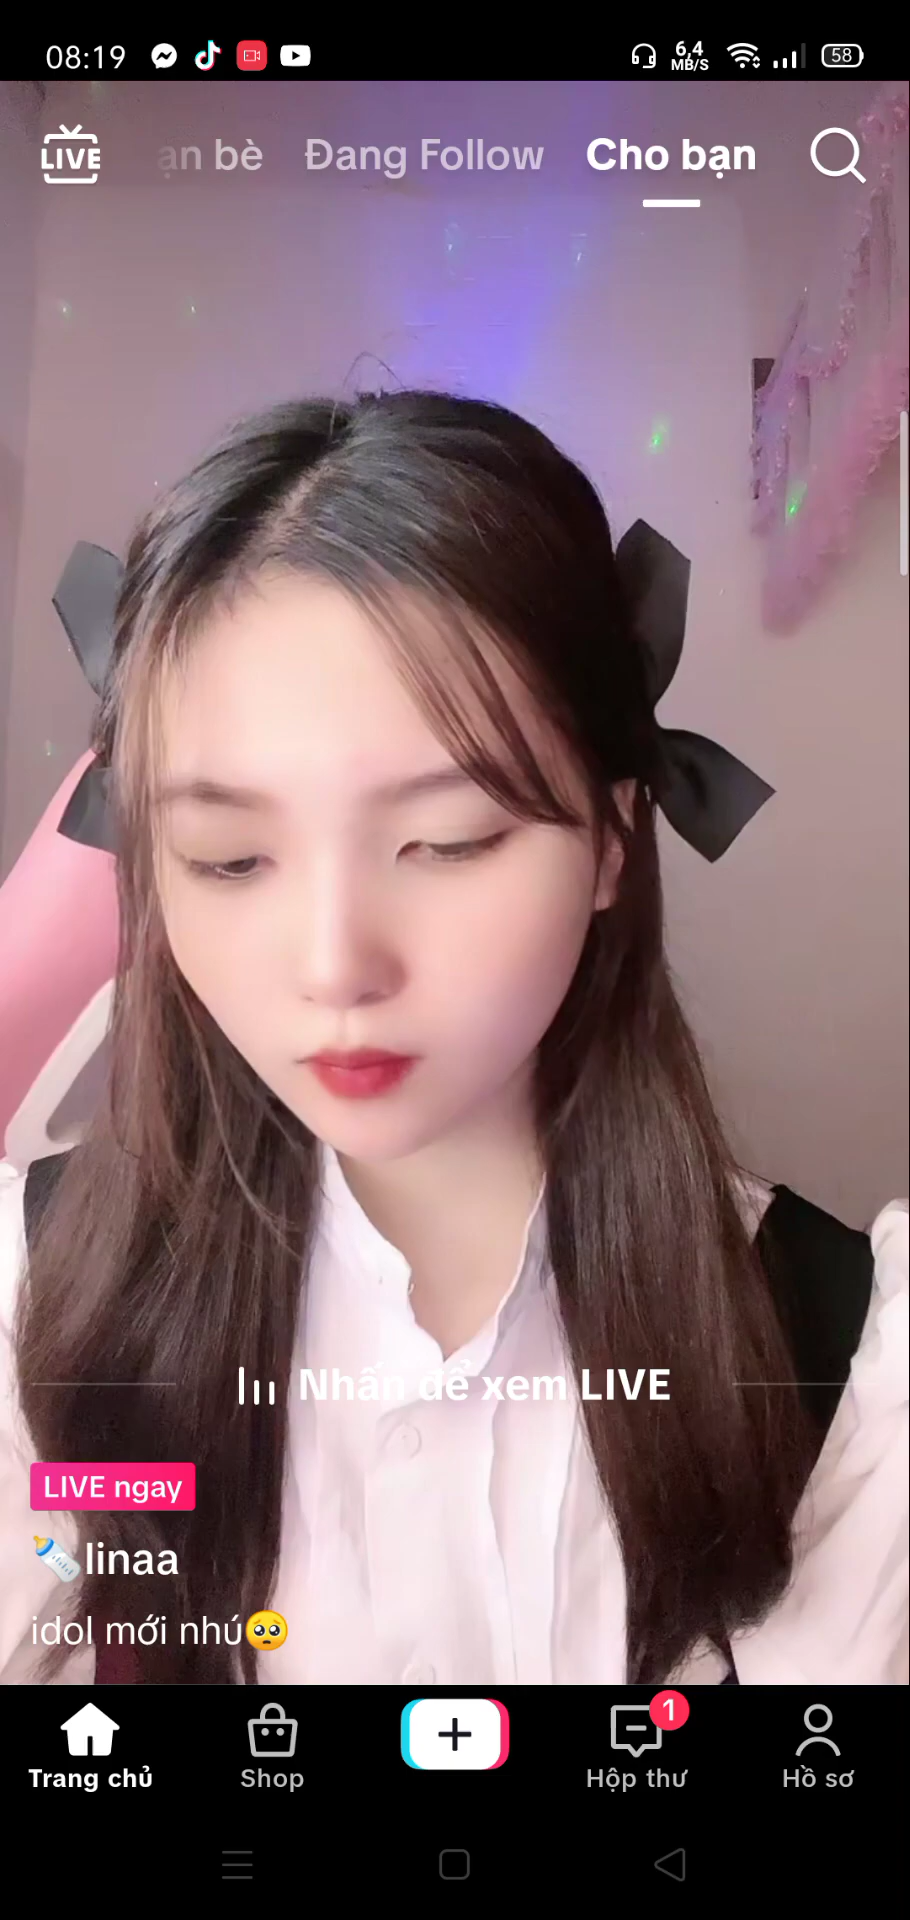 08:19
6,4
MB/S
58
LIVE
ạn bè
Đang Follow
Cho bạn
Nhấn để xem LIVE
LIVE ngay
🍼linaa
idol mới nhú🥺
1
Trang chủ
Shop
Hộp thư
Hồ sơ